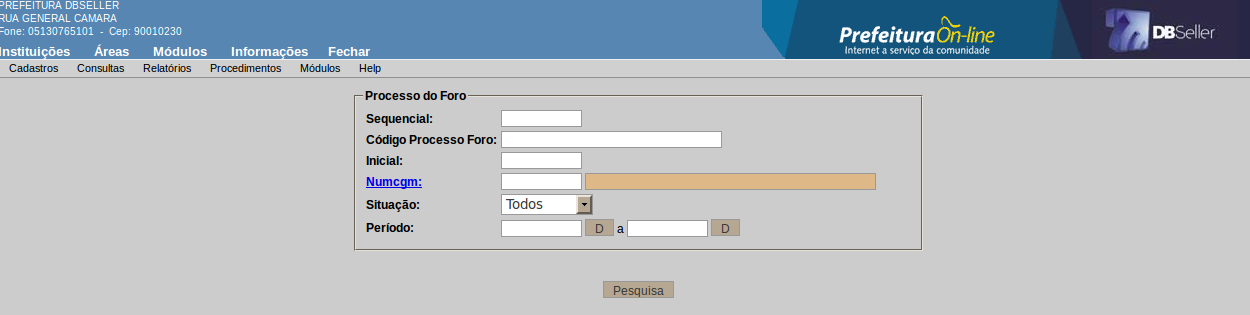 PREFEITURA DBSELLER
RUA GENERAL CAMARA
Fone: 05130765101 - Cep: 90010230
Prefeitura On-line
Internet a serviço da comunidade
DBSeller
Instituições Áreas Módulos Informações Fechar
Cadastros Consultas Relatórios Procedimentos Módulos Help
Processo do Foro
Sequencial:
Código Processo Foro:
Inicial:
Numcgm:
Situação: Todos
Período: D a D
Pesquisa